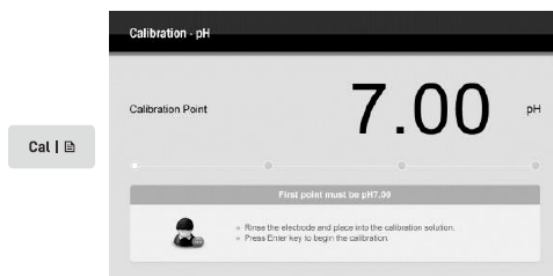 Calibration - pH
Calibration Point
7.00
pH
Cal |
First point must be pH7.00
Rinse the electrode and place into the calibration solution.
Press Enter key to begin the calibration.